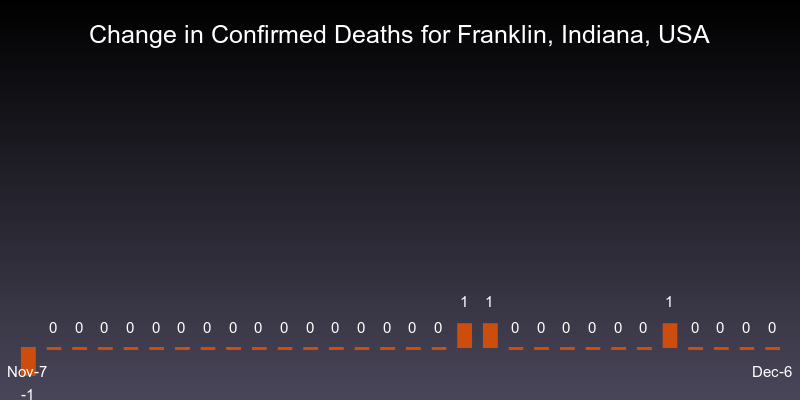 Change in Confirmed Deaths for Franklin, Indiana, USA
1 1 1
0 0 0 0 0 0 0 0 0 0 0 0 0 0 0 0 0 0 0 0 0 0 0 0 0 0
Nov-7 Dec-6
-1